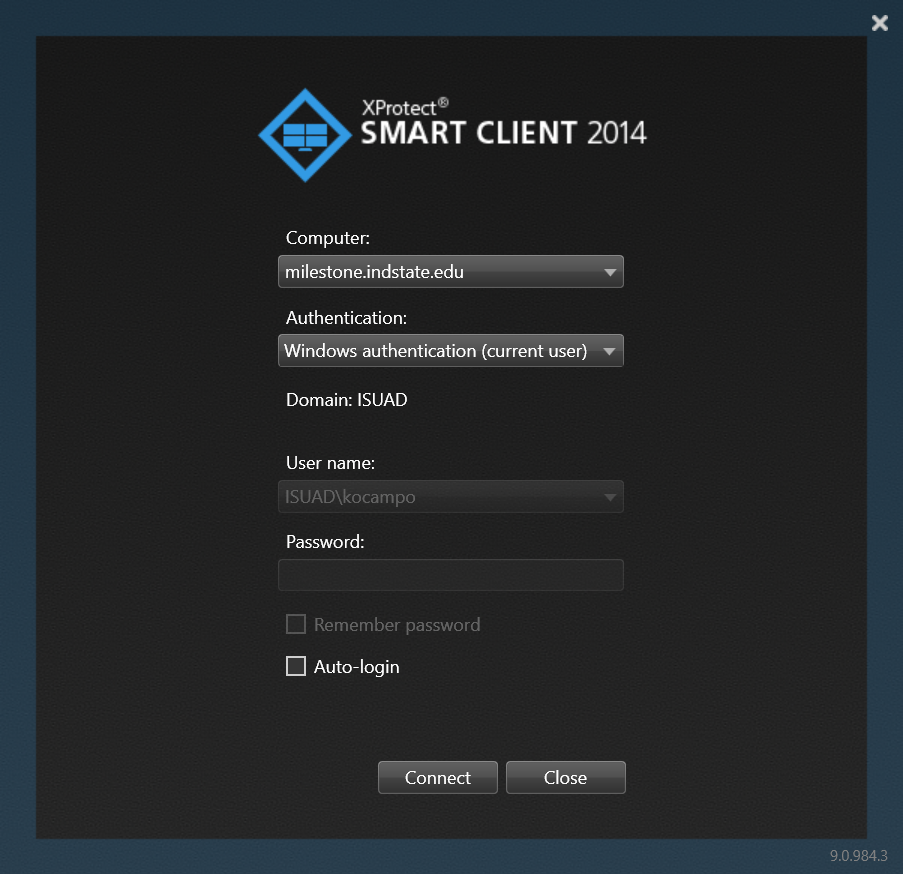 XProtect®
SMART CLIENT 2014
Computer:
milestone.indstate.edu
Authentication:
Windows authentication (current user)
Domain: ISUAD
User name:
ISUAD\kocampo
Password:
Remember password
Auto-login
Connect
Close
9.0.984.3